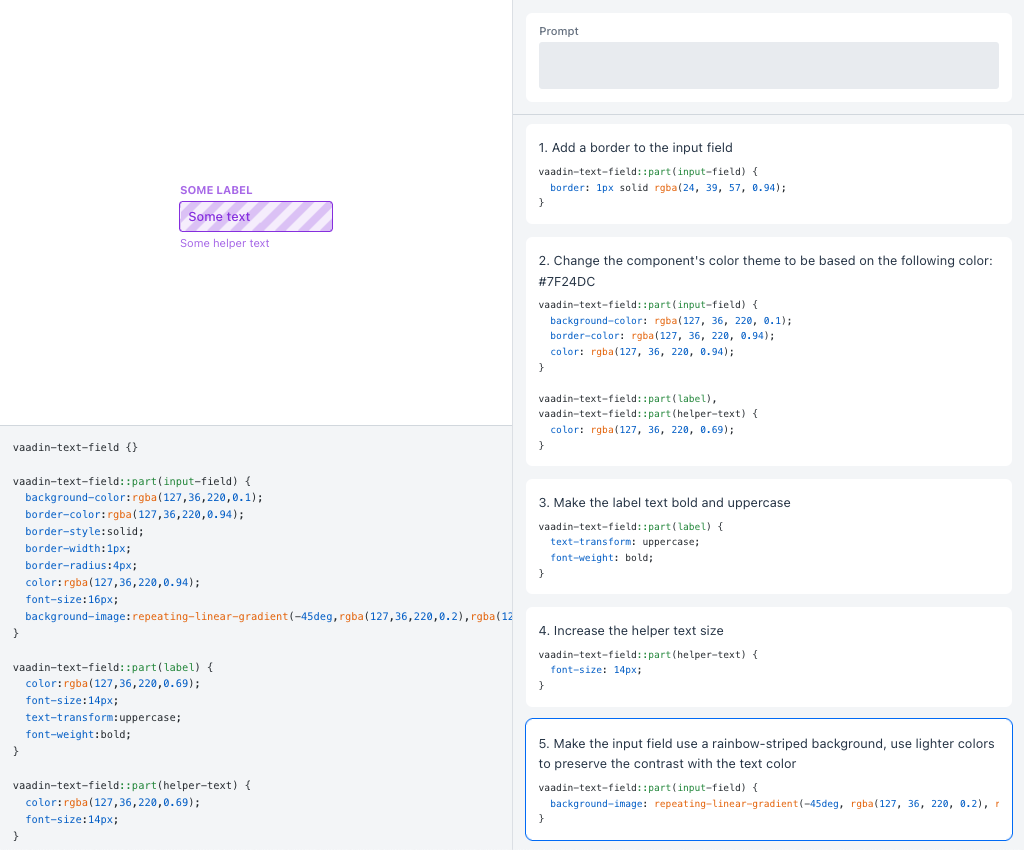 SOME LABEL
Some text
Some helper text
vaadin-text-field {}
vaadin-text-field::part(input-field) {
background-color:rgba(127,36,220,0.1);
border-color:rgba(127,36,220,0.94);
border-style:solid;
border-width:1px;
border-radius:4px;
color:rgba(127,36,220,0.94);
font-size:16px;
background-image:repeating-linear-gradient(-45deg,rgba(127,36,220,0.2),rgba(12
}
vaadin-text-field::part(label) {
color:rgba(127,36,220,0.69);
font-size:14px;
text-transform:uppercase;
font-weight:bold;
}
vaadin-text-field::part(helper-text) {
color:rgba(127,36,220,0.69);
font-size:14px;
}
Prompt
1. Add a border to the input field
vaadin-text-field::part(input-field) {
border: 1px solid rgba(24, 39, 57, 0.94);
}
2. Change the component's color theme to be based on the following color:
#7F24DC
vaadin-text-field::part(input-field) {
background-color: rgba(127, 36, 220, 0.1);
border-color: rgba(127, 36, 220, 0.94);
color: rgba(127, 36, 220, 0.94);
}
vaadin-text-field::part(label),
vaadin-text-field::part(helper-text) {
color: rgba(127, 36, 220, 0.69);
}
3. Make the label text bold and uppercase
vaadin-text-field::part(label) {
text-transform: uppercase;
font-weight: bold;
}
4. Increase the helper text size
vaadin-text-field::part(helper-text) {
font-size: 14px;
}
5. Make the input field use a rainbow-striped background, use lighter colors
to preserve the contrast with the text color
vaadin-text-field::part(input-field) {
background-image: repeating-linear-gradient(-45deg, rgba(127, 36, 220, 0.2), r
}